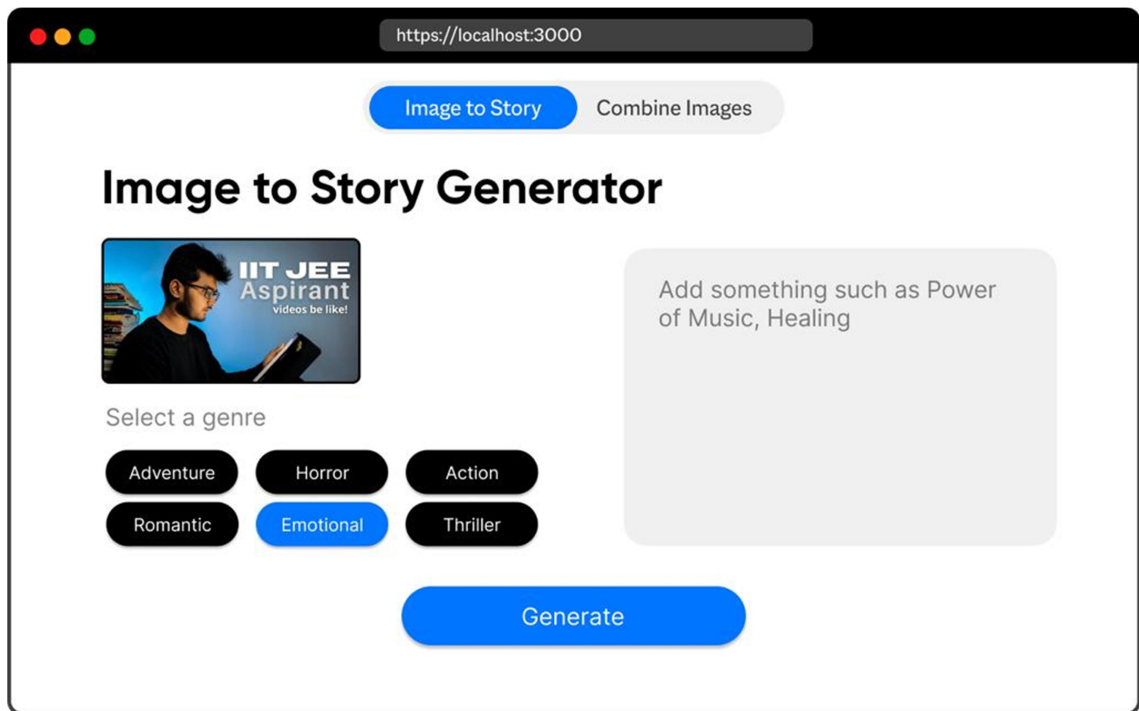 https://localhost:3000
Image to Story
Combine Images
Image to Story Generator
IIT JEE
Aspirant
videos be like!
Add something such as Power
of Music, Healing
Select a genre
Adventure
Horror
Action
Romantic
Emotional
Thriller
Generate